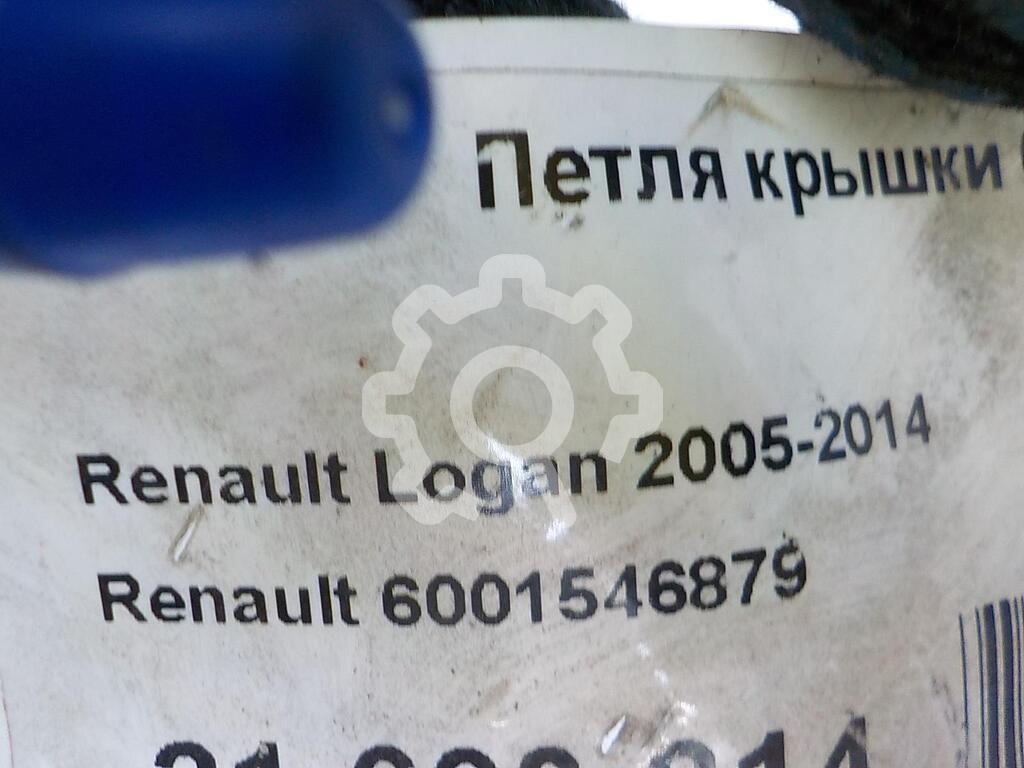 Петля крышки
Renault Logan 2005-2014
Renault 6001546879